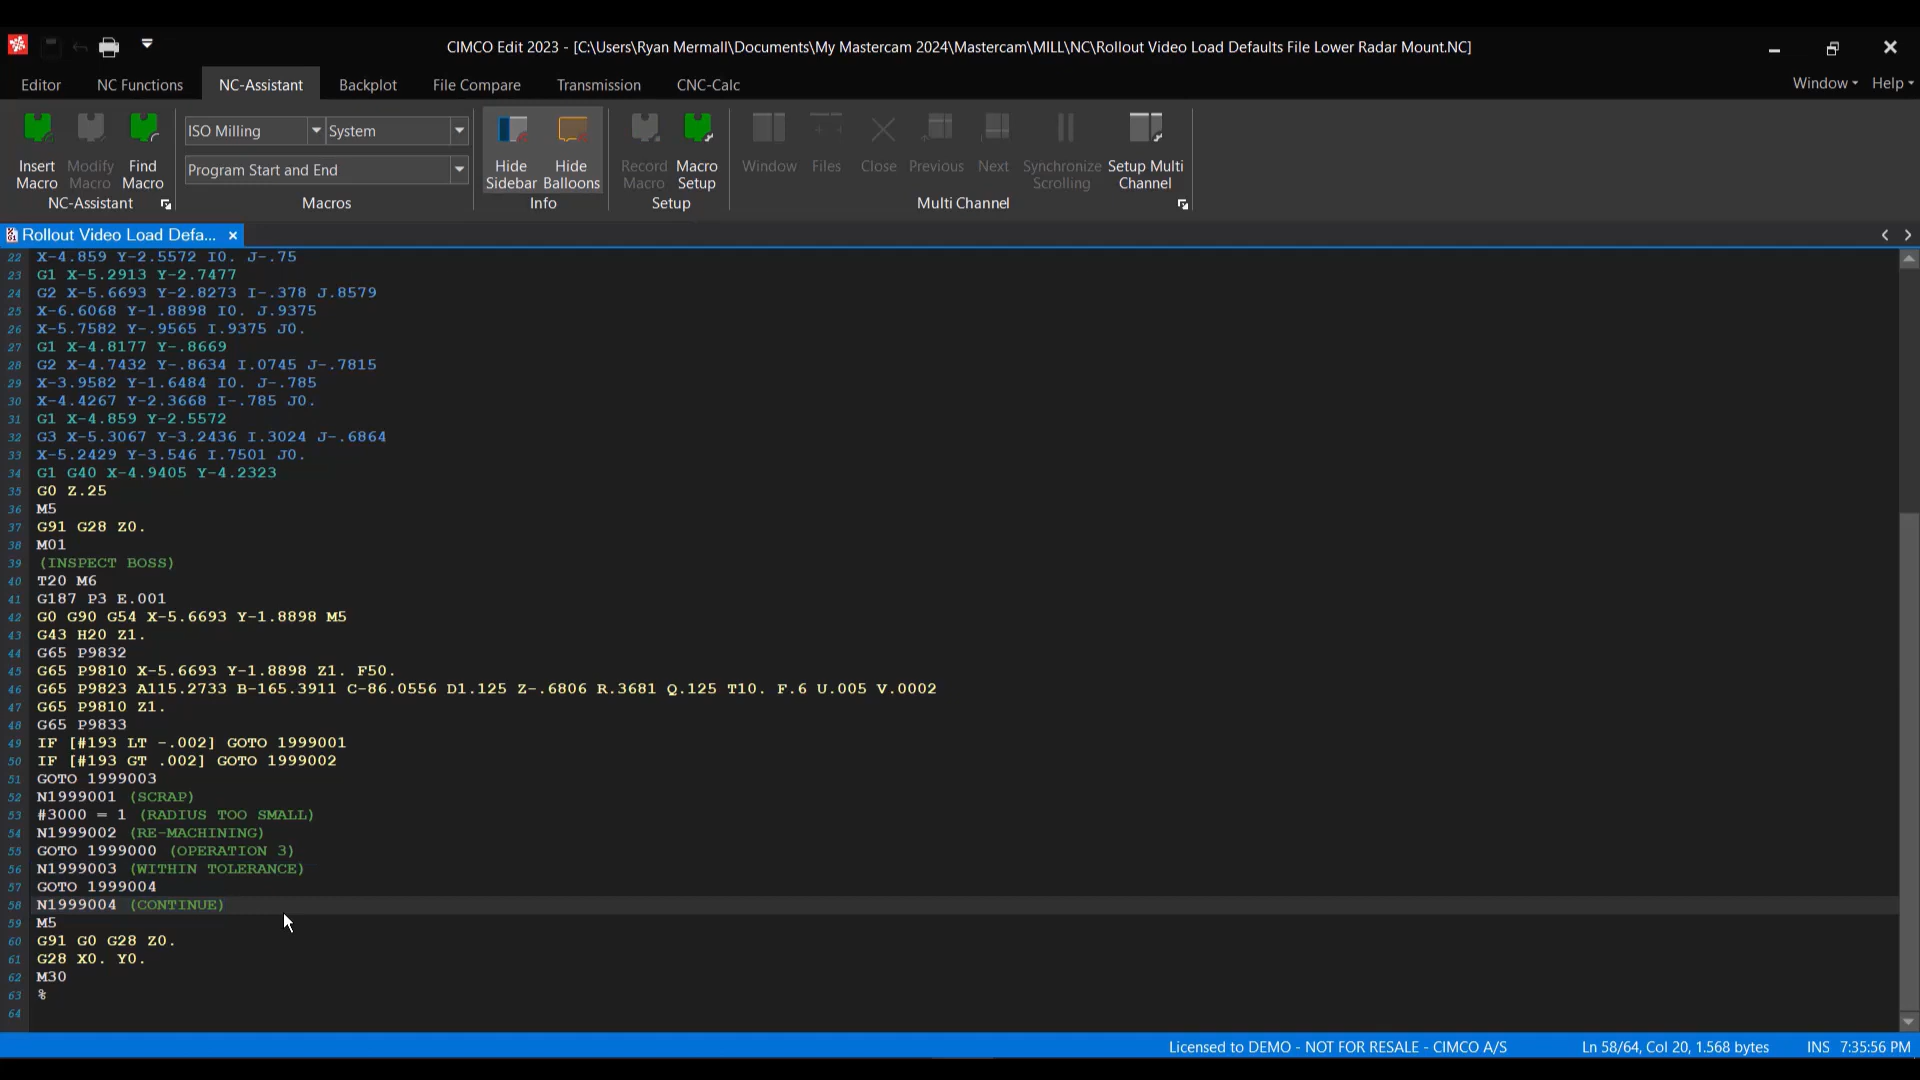 CIMCO Edit 2023 - [C:\Users\Ryan Mermall\Documents\My Mastercam 2024\Mastercam\MILL\NC\Rollout Video Load Defaults File Lower Radar Mount.NC]
Editor NC Functions NC-Assistant Backplot File Compare Transmission CNC-Calc Window Help
Insert Macro
Modify Macro
Find Macro
NC-Assistant
ISO Milling System
Program Start and End
Macros
Hide Sidebar
Hide Balloons
Info
Record Macro
Macro Setup
Setup
Window
Files
Close
Previous
Next
Synchronize Scrolling
Setup Multi Channel
Multi Channel
Rollout Video Load Defa...
22 X-4.859 Y-2.5572 I0. J-.75
23 G1 X-5.2913 Y-2.7477
24 G2 X-5.6693 Y-2.8273 I-.378 J.8579
25 X-6.6068 Y-1.8898 I0. J.9375
26 X-5.7582 Y-.9565 I.9375 J0.
27 G1 X-4.8177 Y-.8669
28 G2 X-4.7432 Y-.8634 I.0745 J-.7815
29 X-3.9582 Y-1.6484 I0. J-.785
30 X-4.4267 Y-2.3668 I-.785 J0.
31 G1 X-4.859 Y-2.5572
32 G3 X-5.3067 Y-3.2436 I.3024 J-.6864
33 X-5.2429 Y-3.546 I.7501 J0.
34 G1 G40 X-4.9405 Y-4.2323
35 G0 Z.25
36 M5
37 G91 G28 Z0.
38 M01
39 (INSPECT BOSS)
40 T20 M6
41 G187 P3 E.001
42 G0 G90 G54 X-5.6693 Y-1.8898 M5
43 G43 H20 Z1.
44 G65 P9832
45 G65 P9810 X-5.6693 Y-1.8898 Z1. F50.
46 G65 P9823 A115.2733 B-165.3911 C-86.0556 D1.125 Z-.6806 R.3681 Q.125 T10. F.6 U.005 V.0002
47 G65 P9810 Z1.
48 G65 P9833
49 IF [#193 LT -.002] GOTO 1999001
50 IF [#193 GT .002] GOTO 1999002
51 GOTO 1999003
52 N1999001 (SCRAP)
53 #3000 = 1 (RADIUS TOO SMALL)
54 N1999002 (RE-MACHINING)
55 GOTO 1999000 (OPERATION 3)
56 N1999003 (WITHIN TOLERANCE)
57 GOTO 1999004
58 N1999004 (CONTINUE)
59 M5
60 G91 G0 G28 Z0.
61 G28 X0. Y0.
62 M30
63 %
64
Licensed to DEMO - NOT FOR RESALE - CIMCO A/S Ln 58/64, Col 20, 1.568 bytes INS 7:35:56 PM